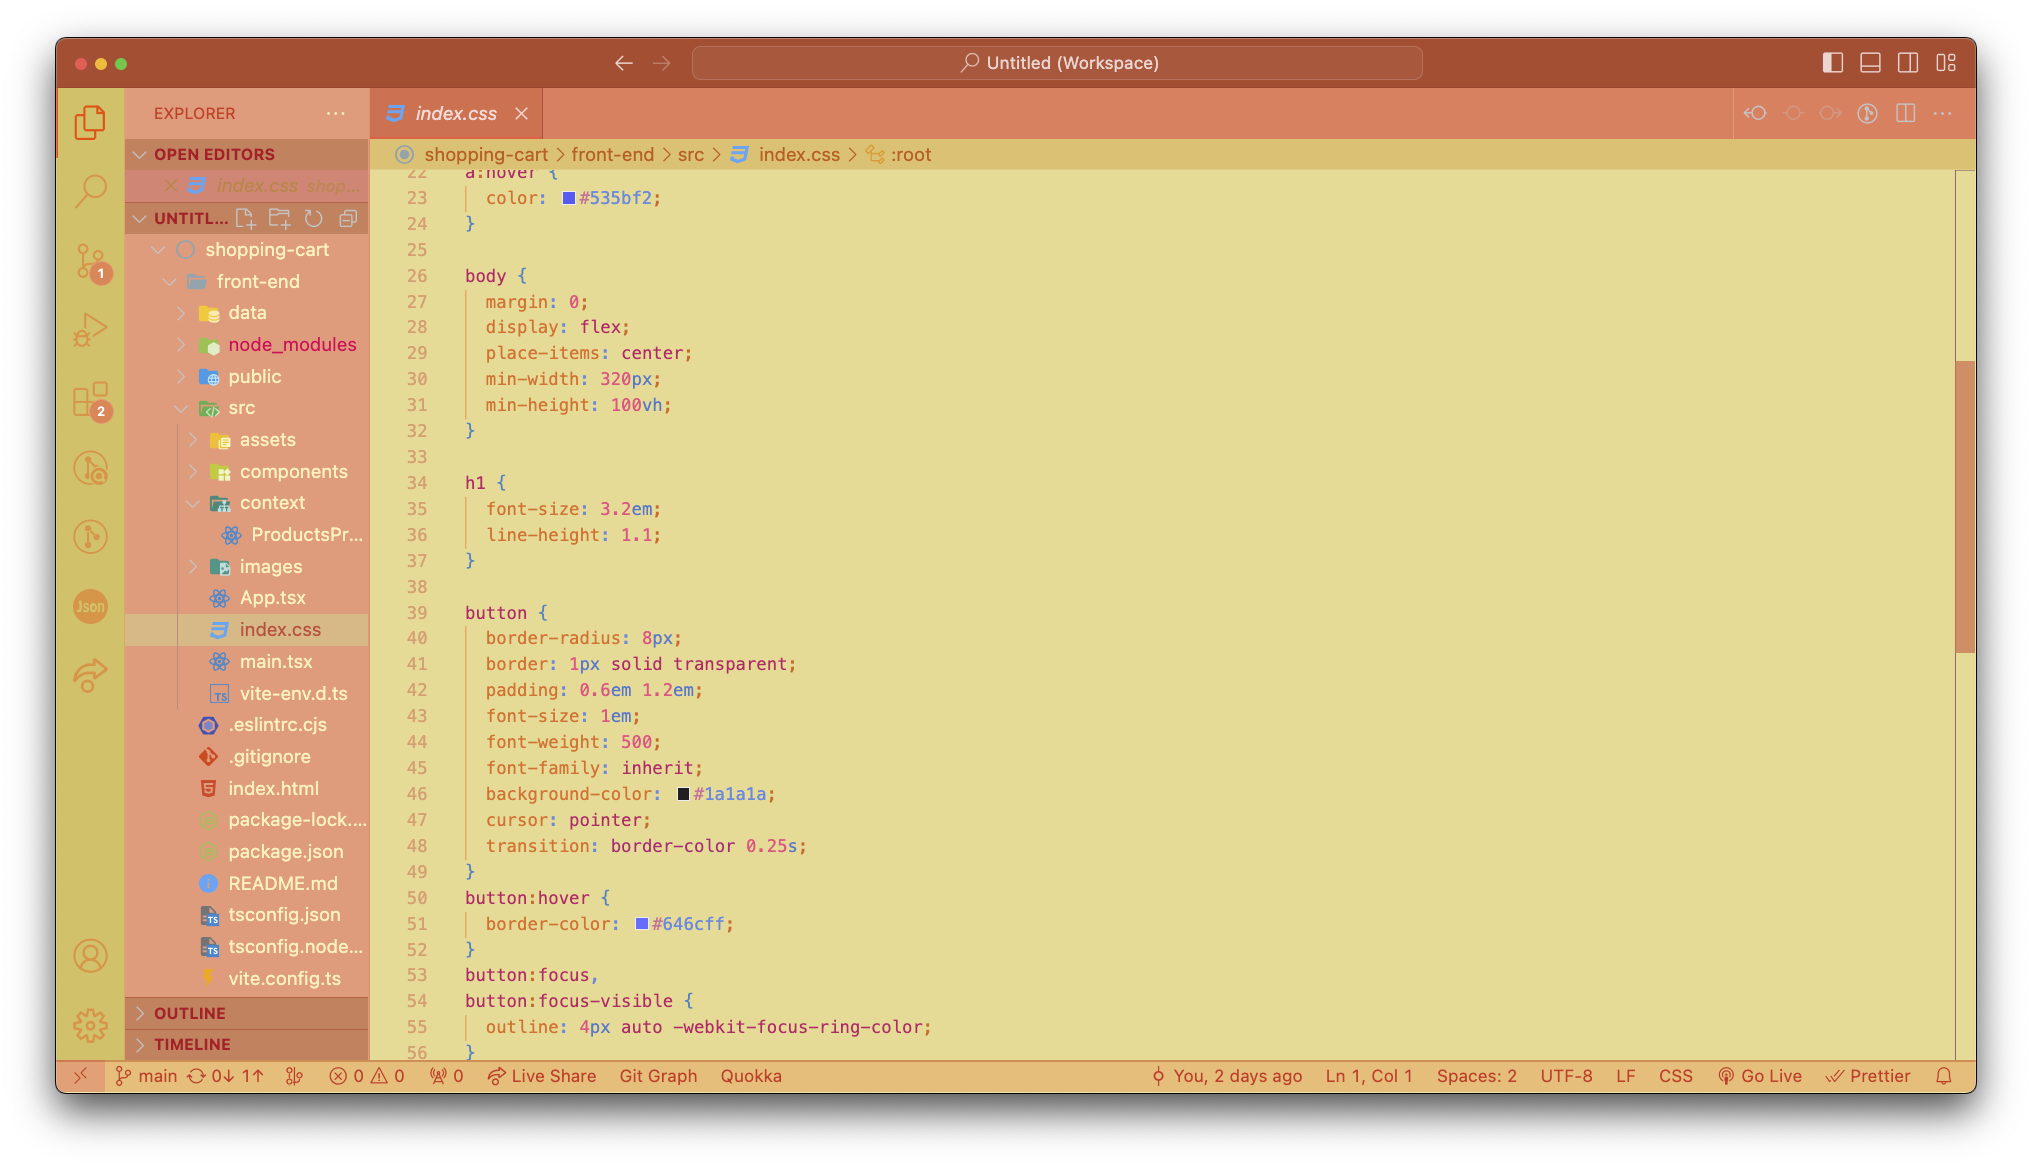 Untitled (Workspace)
EXPLORER
index.css
OPEN EDITORS
index.css shop...
UNTITL...
shopping-cart
front-end
data
node_modules
public
src
assets
components
context
ProductsPr...
images
App.tsx
index.css
main.tsx
TS vite-env.d.ts
.eslintrc.cjs
.gitignore
index.html
package-lock....
package.json
README.md
TS tsconfig.json
TS tsconfig.node...
vite.config.ts
OUTLINE
TIMELINE
1
2
Json
shopping-cart > front-end > src > index.css > :root
22 a:hover {
23 color: #535bf2;
24 }
25
26 body {
27 margin: 0;
28 display: flex;
29 place-items: center;
30 min-width: 320px;
31 min-height: 100vh;
32 }
33
34 h1 {
35 font-size: 3.2em;
36 line-height: 1.1;
37 }
38
39 button {
40 border-radius: 8px;
41 border: 1px solid transparent;
42 padding: 0.6em 1.2em;
43 font-size: 1em;
44 font-weight: 500;
45 font-family: inherit;
46 background-color: #1a1a1a;
47 cursor: pointer;
48 transition: border-color 0.25s;
49 }
50 button:hover {
51 border-color: #646cff;
52 }
53 button:focus,
54 button:focus-visible {
55 outline: 4px auto -webkit-focus-ring-color;
56 }
main 0↓ 1↑ 0 0 0 Live Share Git Graph Quokka You, 2 days ago Ln 1, Col 1 Spaces: 2 UTF-8 LF CSS Go Live Prettier